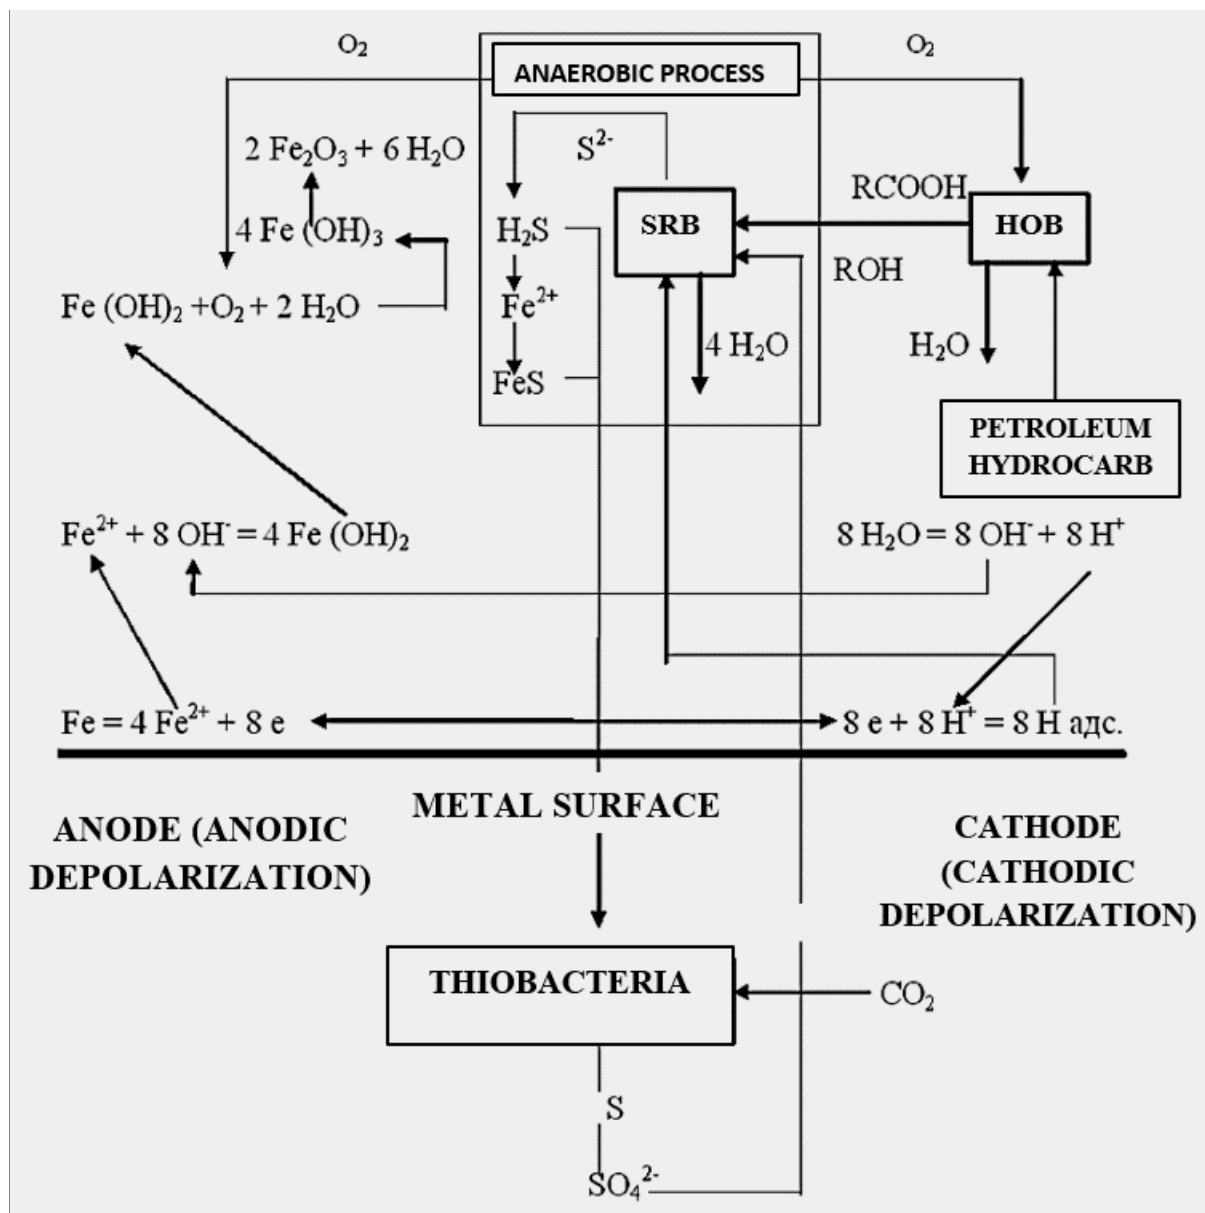 O₂
O₂
ANAEROBIC PROCESS
2 Fe₂O₃ + 6 H₂O
S²⁻
RCOOH
4 Fe (OH)₃
H₂S
SRB
HOB
ROH
Fe (OH)₂ +O₂ + 2 H₂O
Fe²⁺
4 H₂O
H₂O
FeS
PETROLEUM
HYDROCARB
Fe²⁺ + 8 OH⁻ = 4 Fe (OH)₂
8 H₂O = 8 OH⁻ + 8 H⁺
Fe = 4 Fe²⁺ + 8 e
8 e + 8 H⁺ = 8 H адс.
METAL SURFACE
ANODE (ANODIC
DEPOLARIZATION)
CATHODE
(CATHODIC
DEPOLARIZATION)
THIOBACTERIA
CO₂
S
SO₄²⁻